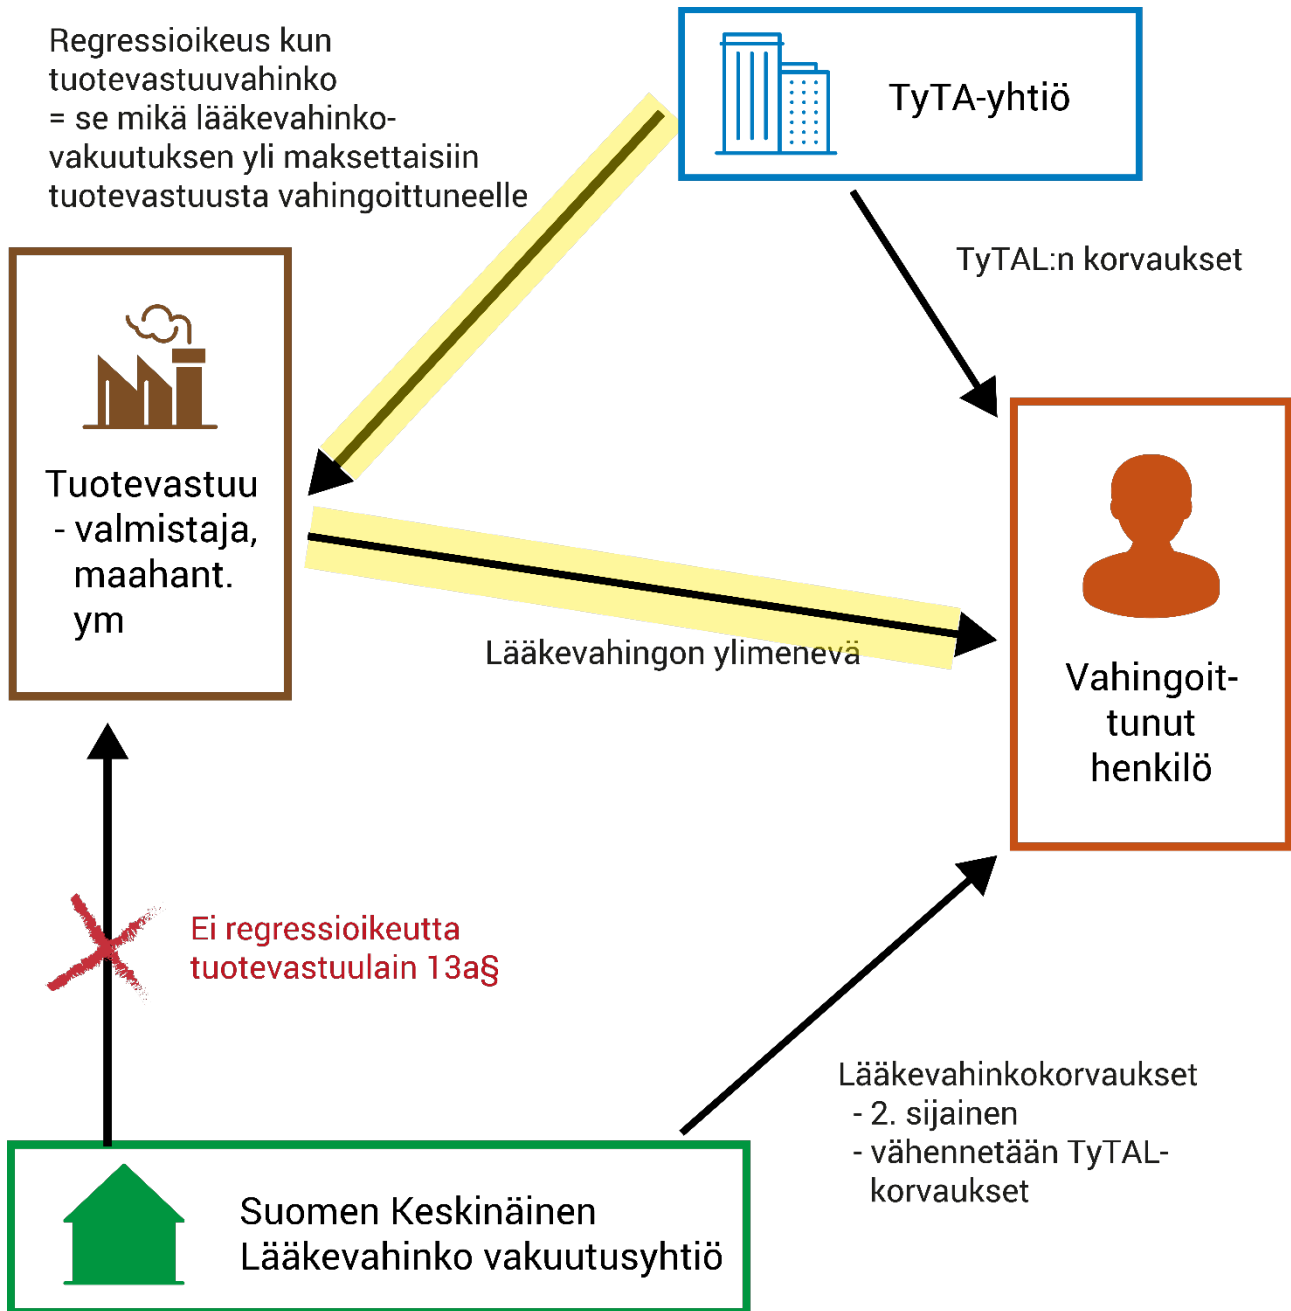 Regressioikeus kun
tuotevastuuvahinko
= se mikä lääkevahinko-
vakuutuksen yli maksettaisiin
tuotevastuusta vahingoittuneelle
TyTA-yhtiö
TyTAL:n korvaukset
Tuotevastuu
- valmistaja,
maahant.
ym
Lääkevahingon ylimenevä
Vahingoit-
tunut
henkilö
Ei regressioikeutta
tuotevastuulain 13a§
Lääkevahinkokorvaukset
- 2. sijainen
- vähennetään TyTAL-
korvaukset
Suomen Keskinäinen
Lääkevahinko vakuutusyhtiö